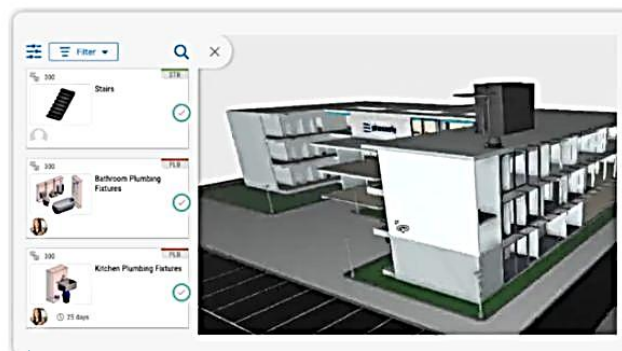 Filter
300
STR
Stairs
300
PLB
Bathroom Plumbing
Fixtures
300
PLB
Kitchen Plumbing Fixtures
25 days